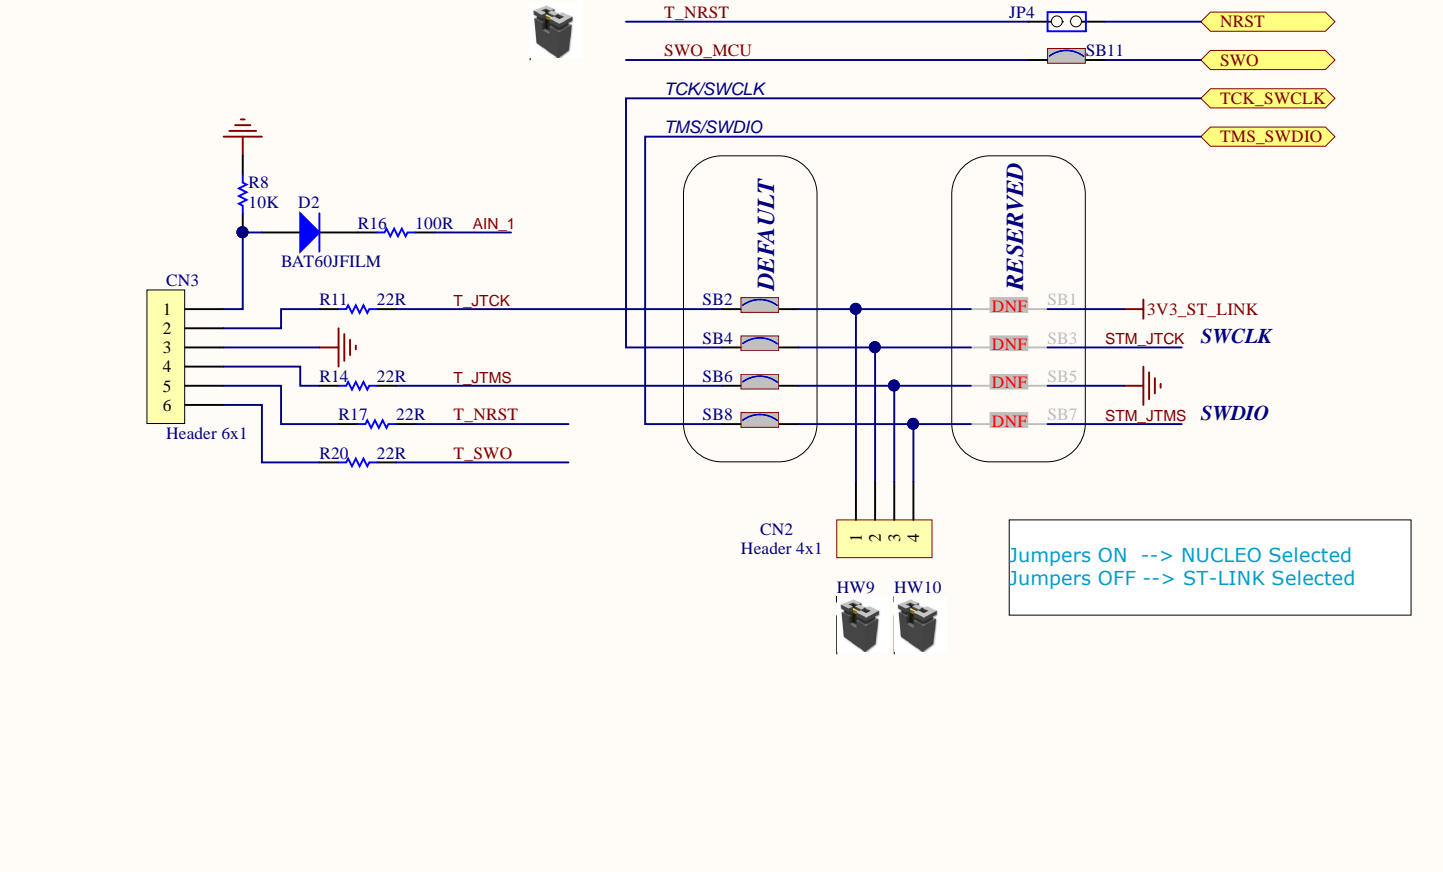 T_NRST
JP4
NRST
SWO_MCU
SB11
SWO
TCK/SWCLK
TCK_SWCLK
TMS/SWDIO
TMS_SWDIO
DEFAULT
RESERVED
R8
10K
D2
R16
100R
AIN_1
BAT60JFILM
CN3
1
2
3
4
5
6
Header 6x1
R11
22R
T_JTCK
R14
22R
T_JTMS
R17
22R
T_NRST
R20
22R
T_SWO
SB2
SB4
SB6
SB8
DNF
SB1
3V3_ST_LINK
DNF
SB3
STM_JTCK
SWCLK
DNF
SB5
DNF
SB7
STM_JTMS
SWDIO
CN2
Header 4x1
1
2
3
4
HW9
HW10
Jumpers ON --> NUCLEO Selected
Jumpers OFF --> ST-LINK Selected